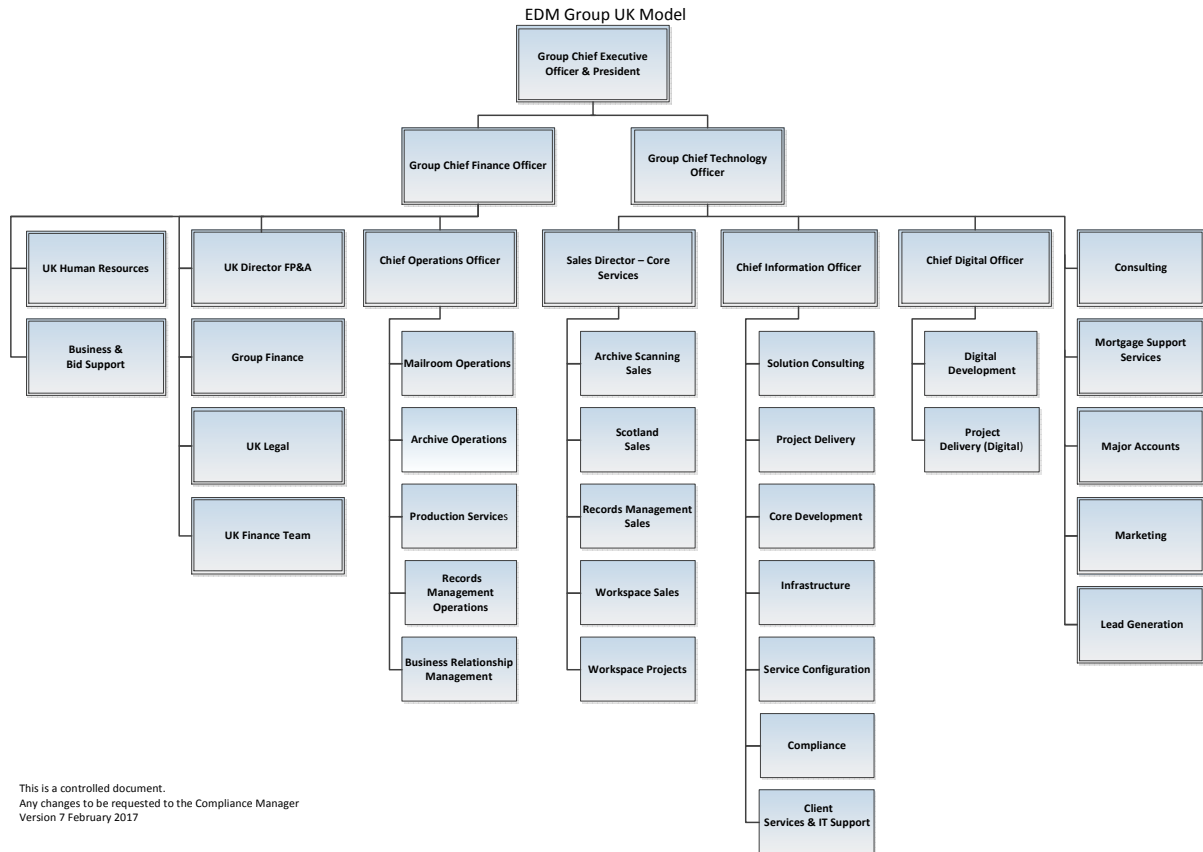 EDM Group UK Model
Group Chief Executive
Officer & President
Group Chief Finance Officer
Group Chief Technology
Officer
UK Human Resources
UK Director FP&A
Chief Operations Officer
Sales Director – Core
Services
Chief Information Officer
Chief Digital Officer
Consulting
Business &
Bid Support
Group Finance
UK Legal
UK Finance Team
Mailroom Operations
Archive Operations
Production Services
Records
Management
Operations
Business Relationship
Management
Archive Scanning
Sales
Scotland
Sales
Records Management
Sales
Workspace Sales
Workspace Projects
Solution Consulting
Project Delivery
Core Development
Infrastructure
Service Configuration
Compliance
Client
Services & IT Support
Digital
Development
Project
Delivery (Digital)
Mortgage Support
Services
Major Accounts
Marketing
Lead Generation
This is a controlled document.
Any changes to be requested to the Compliance Manager
Version 7 February 2017